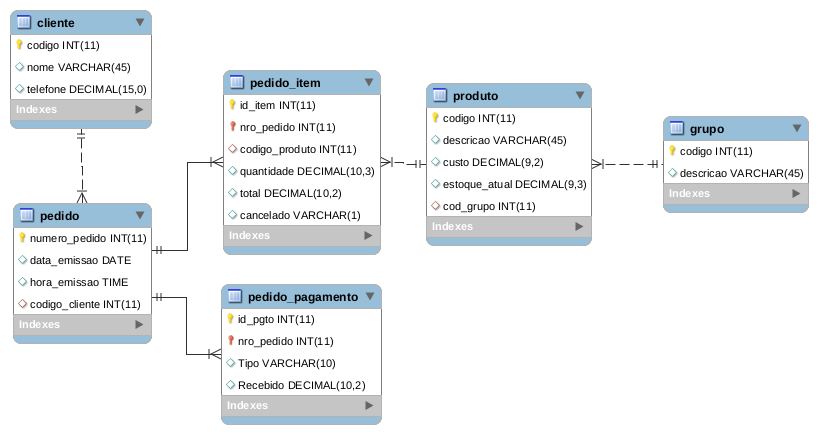 cliente
codigo INT(11)
nome VARCHAR(45)
telefone DECIMAL(15,0)
Indexes
pedido
numero_pedido INT(11)
data_emissao DATE
hora_emissao TIME
codigo_cliente INT(11)
Indexes
pedido_item
id_item INT(11)
nro_pedido INT(11)
codigo_produto INT(11)
quantidade DECIMAL(10,3)
total DECIMAL(10,2)
cancelado VARCHAR(1)
Indexes
pedido_pagamento
id_pgto INT(11)
nro_pedido INT(11)
Tipo VARCHAR(10)
Recebido DECIMAL(10,2)
Indexes
produto
codigo INT(11)
descricao VARCHAR(45)
custo DECIMAL(9,2)
estoque_atual DECIMAL(9,3)
cod_grupo INT(11)
Indexes
grupo
codigo INT(11)
descricao VARCHAR(45)
Indexes